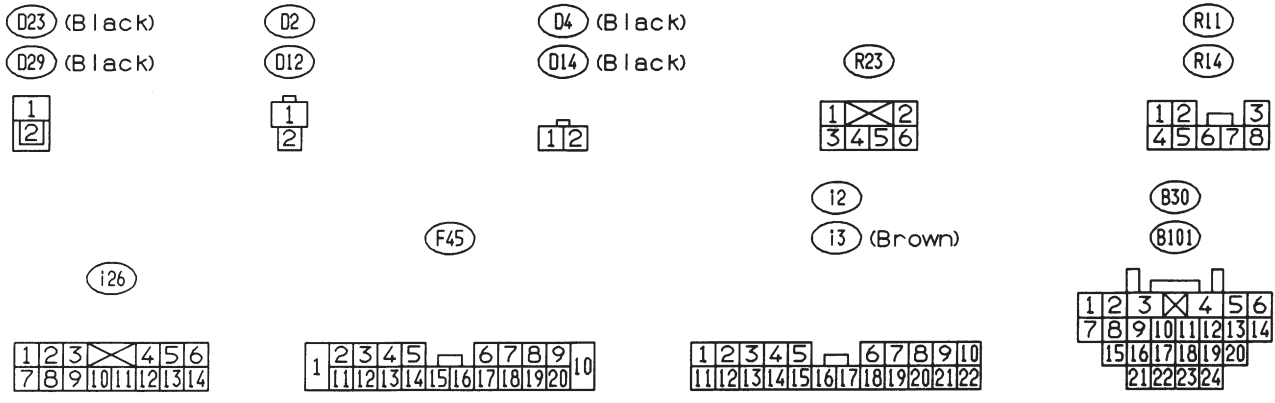 D23 (Black) D2 D4 (Black) R11
D29 (Black) D12 D14 (Black) R23 R14
1
2
1
2
1 2
1 2
3 4 5 6
1 2 3
4 5 6 7 8
i2 B30
F45 i3 (Brown) B101
i26
1 2 3 4 5 6
7 8 9 10 11 12 13 14
1 2 3 4 5 6 7 8 9 10
11 12 13 14 15 16 17 18 19 20
1 2 3 4 5 6 7 8 9 10
11 12 13 14 15 16 17 18 19 20 21 22
1 2 3 4 5 6
7 8 9 10 11 12 13 14
15 16 17 18 19 20
21 22 23 24